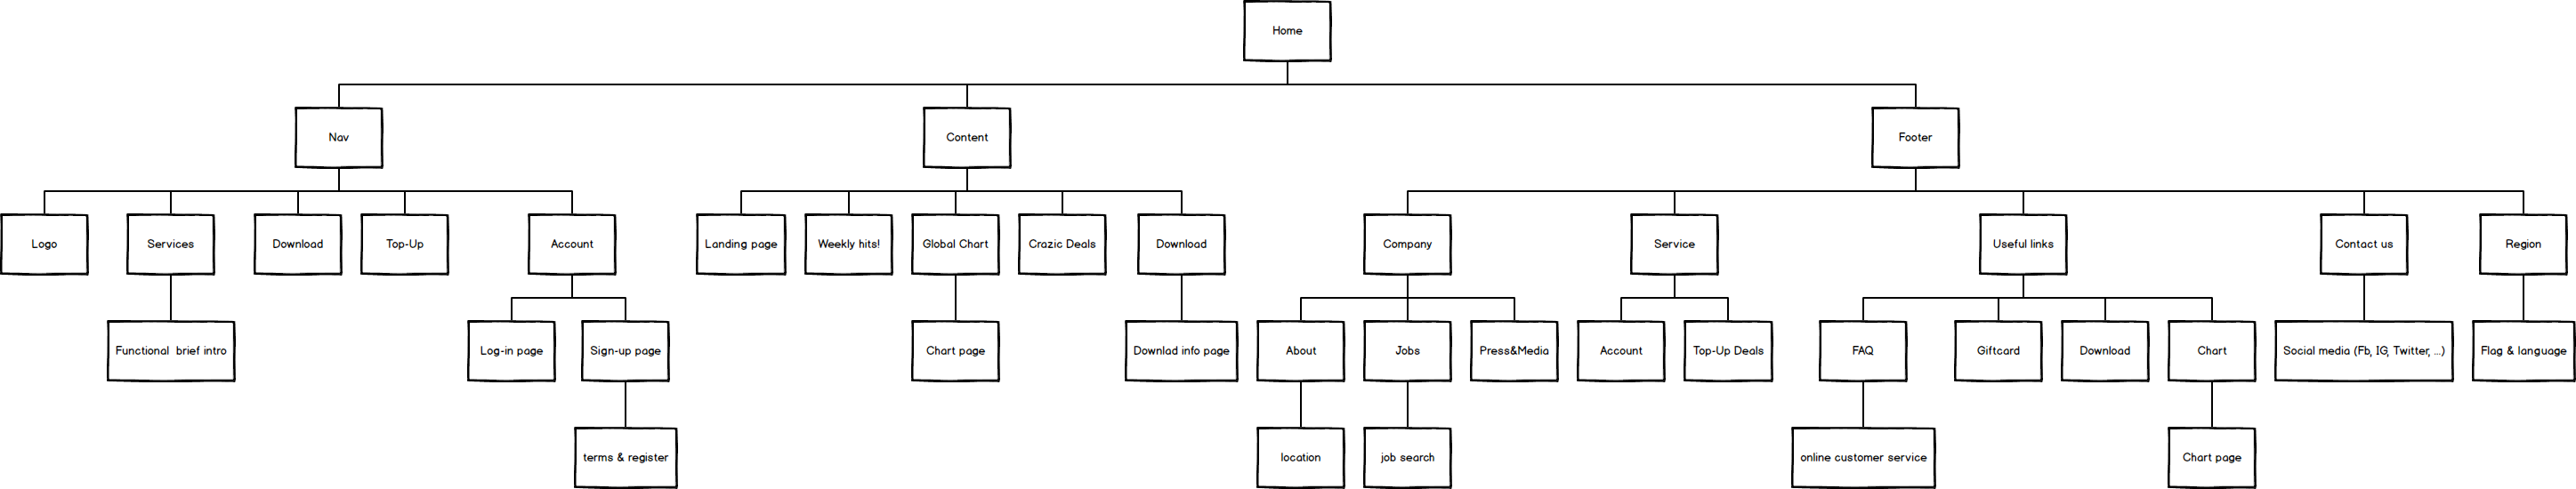 Home
Nav
Content
Footer
Logo
Services
Download
Top-Up
Account
Landing page
Weekly hits!
Global Chart
Crazic Deals
Download
Company
Service
Useful links
Contact us
Region
Functional brief intro
Log-in page
Sign-up page
Chart page
Downlad info page
About
Jobs
Press&Media
Account
Top-Up Deals
FAQ
Giftcard
Download
Chart
Social media (Fb, IG, Twitter, ...)
Flag & language
terms & register
location
job search
online customer service
Chart page